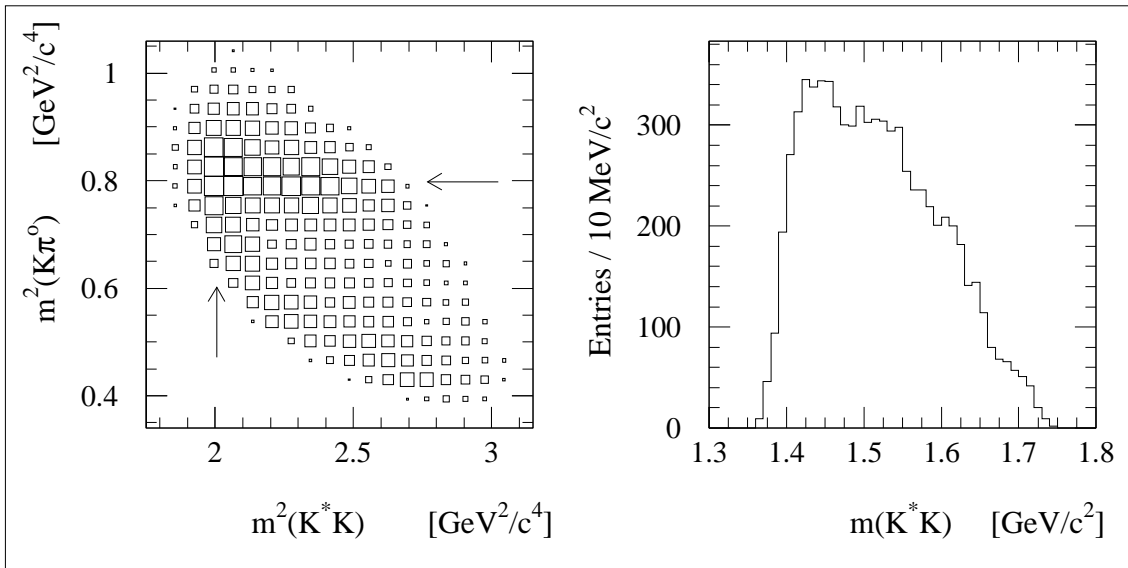 m²(Kπ⁰) [GeV²/c⁴]
1
0.8
0.6
0.4
2 2.5 3
m²(K*K) [GeV²/c⁴]
Entries / 10 MeV/c²
300
200
100
0
1.3 1.4 1.5 1.6 1.7 1.8
m(K*K) [GeV/c²]